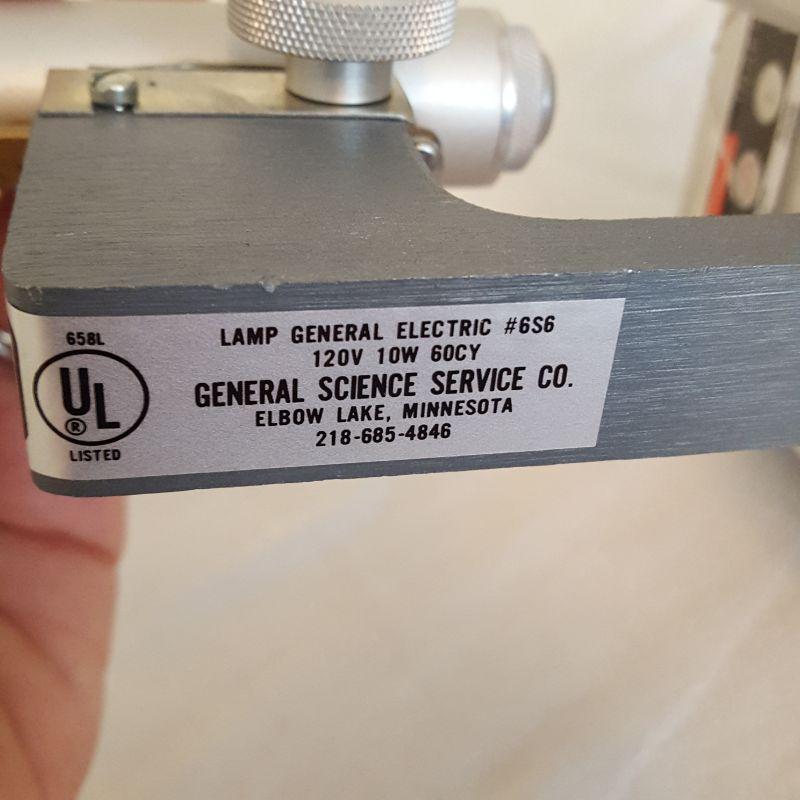 658L
UL
®
LISTED
LAMP GENERAL ELECTRIC #6S6
120V 10W 60CY
GENERAL SCIENCE SERVICE CO.
ELBOW LAKE, MINNESOTA
218-685-4846